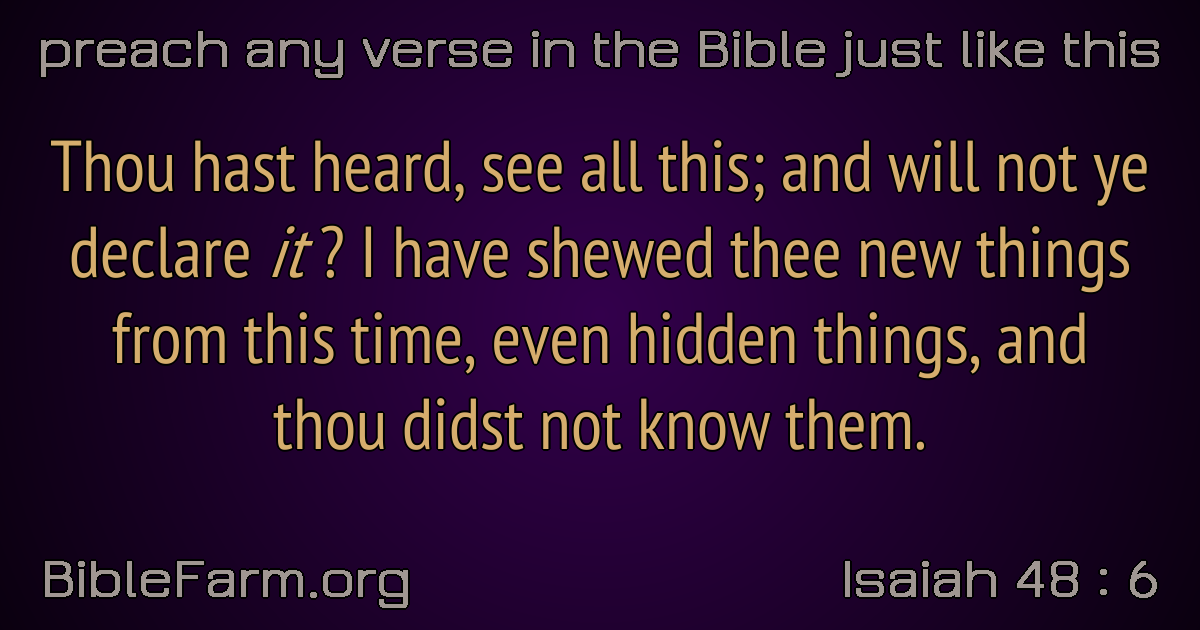 preach any verse in the Bible just like this
Thou hast heard, see all this; and will not ye
declare it ? I have shewed thee new things
from this time, even hidden things, and
thou didst not know them.
BibleFarm.org
Isaiah 48 : 6